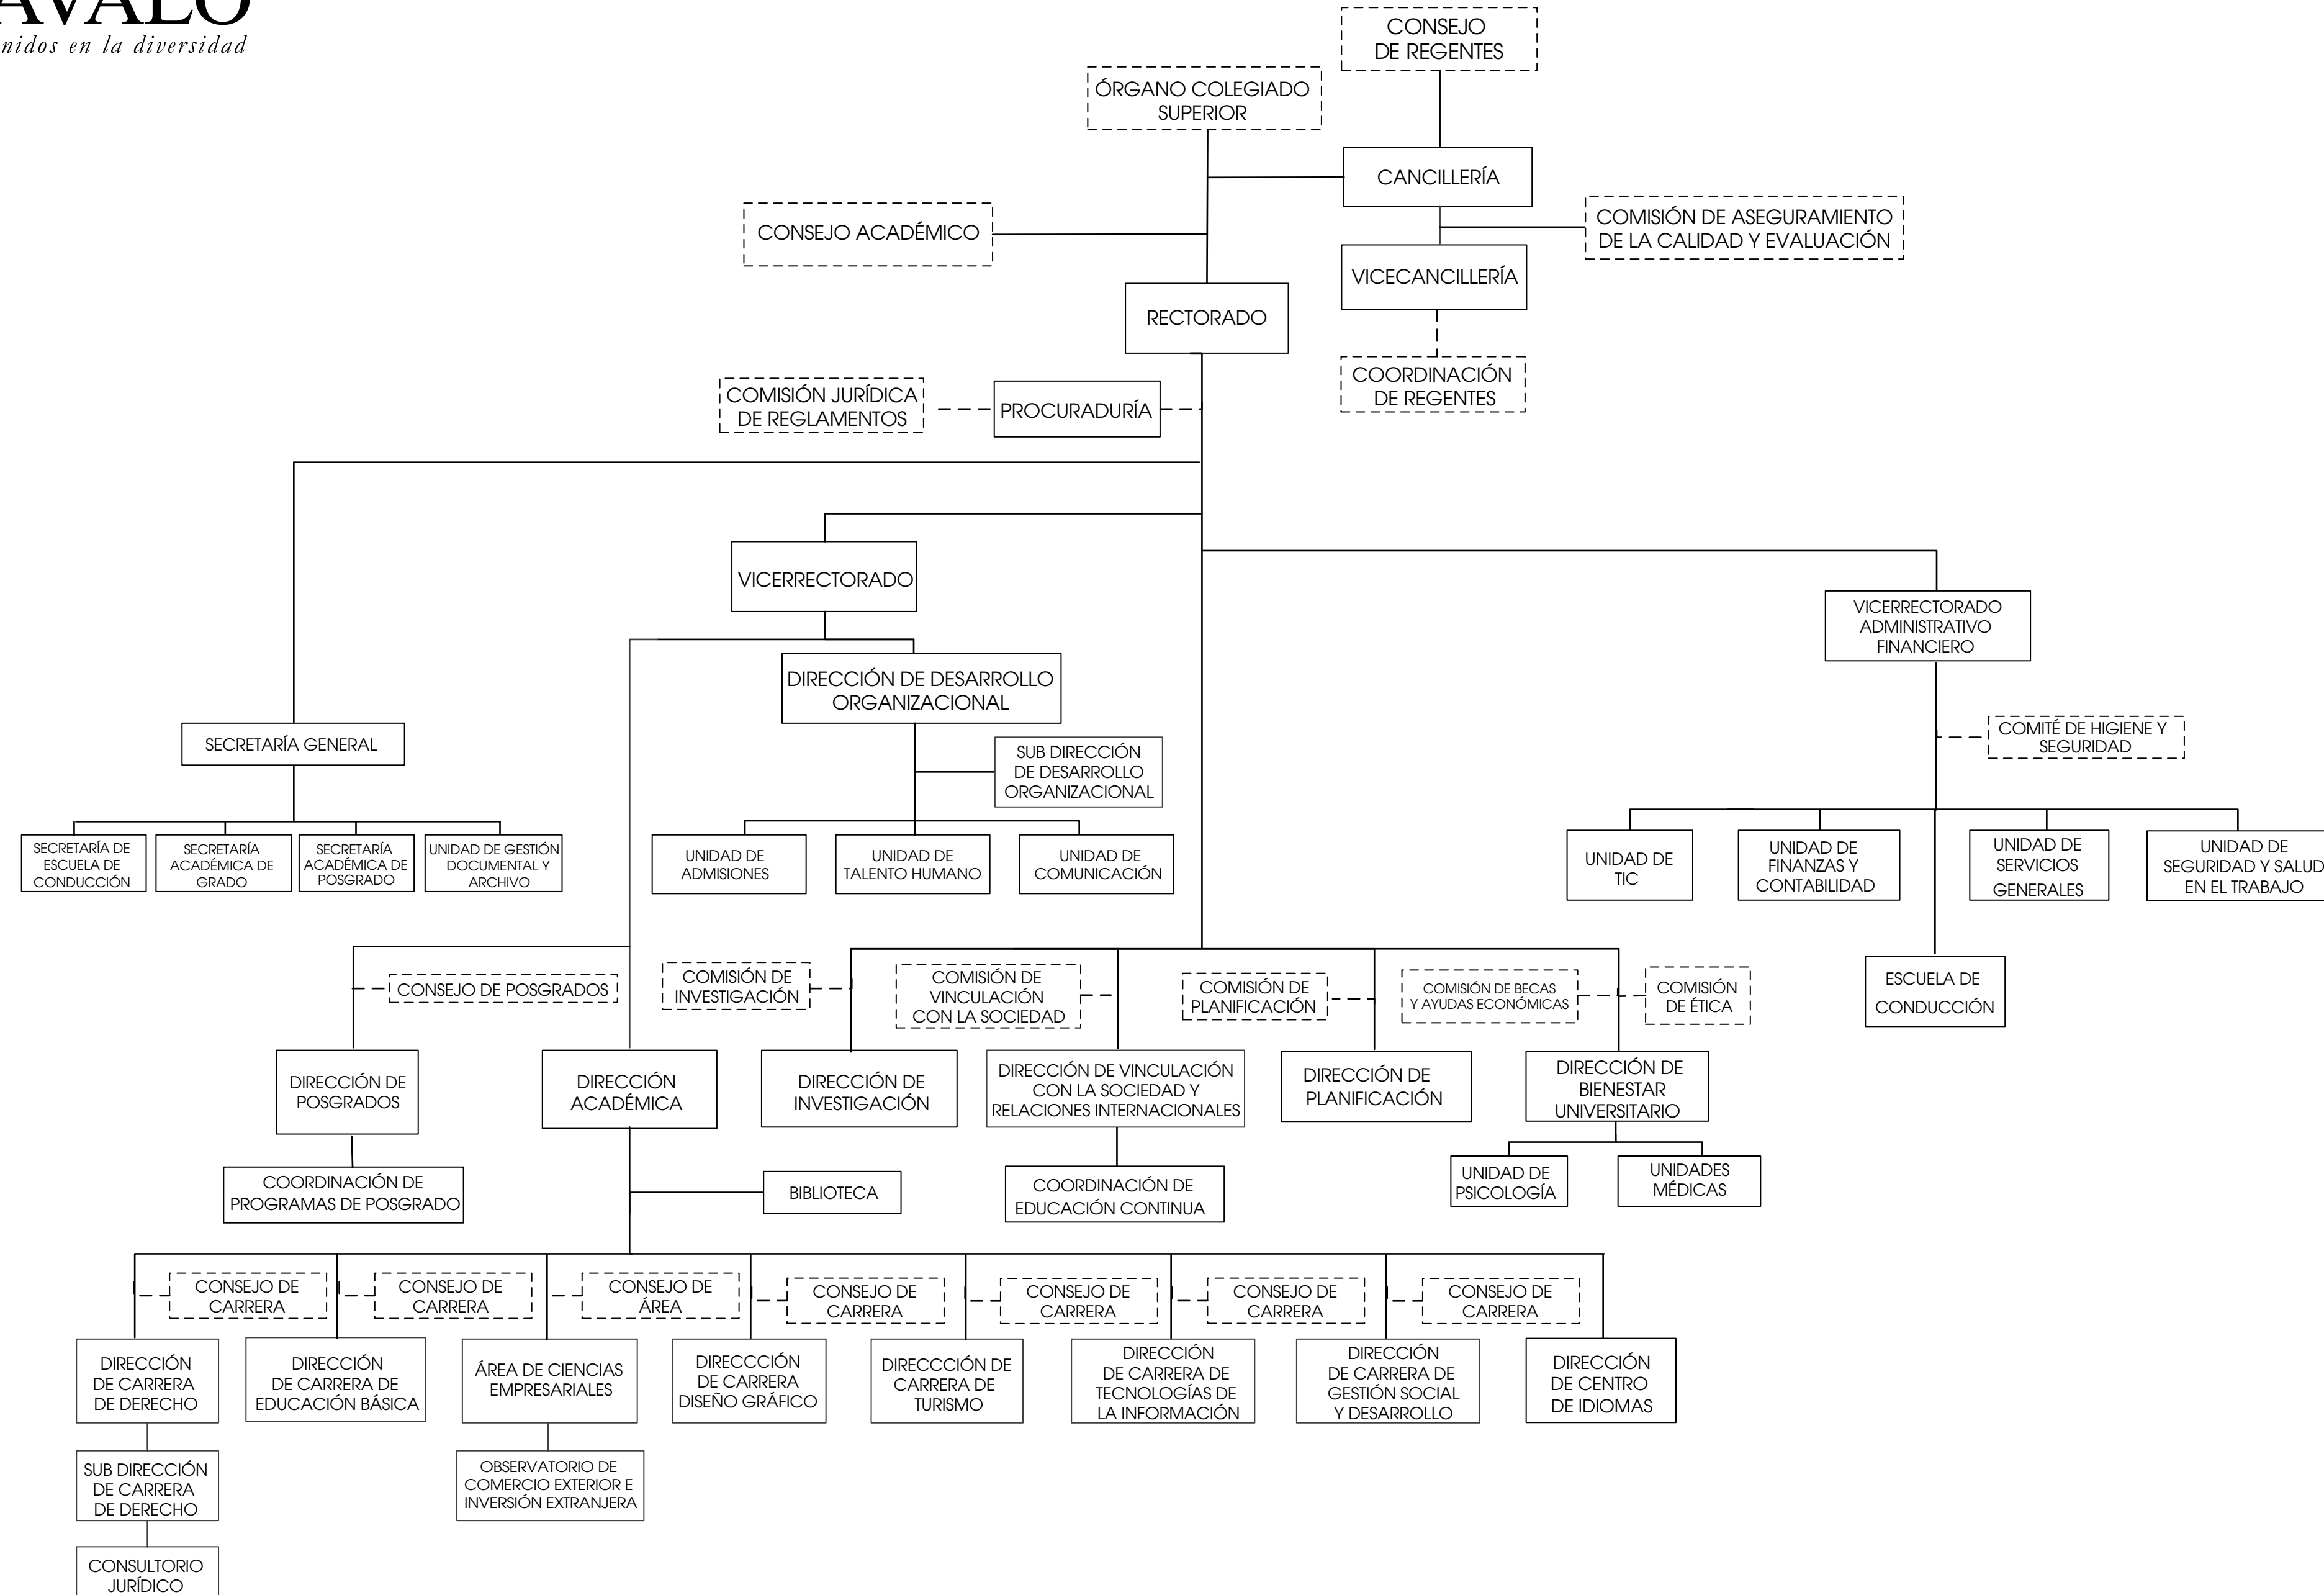 AVALO
nidos en la diversidad
CONSEJO
DE REGENTES
ÓRGANO COLEGIADO
SUPERIOR
CANCILLERÍA
CONSEJO ACADÉMICO
COMISIÓN DE ASEGURAMIENTO
DE LA CALIDAD Y EVALUACIÓN
VICECANCILLERÍA
RECTORADO
COORDINACIÓN
DE REGENTES
COMISIÓN JURÍDICA
DE REGLAMENTOS
PROCURADURÍA
VICERRECTORADO
VICERRECTORADO
ADMINISTRATIVO
FINANCIERO
DIRECCIÓN DE DESARROLLO
ORGANIZACIONAL
SECRETARÍA GENERAL
SUB DIRECCIÓN
DE DESARROLLO
ORGANIZACIONAL
COMITÉ DE HIGIENE Y
SEGURIDAD
SECRETARÍA DE
ESCUELA DE
CONDUCCIÓN
SECRETARÍA
ACADÉMICA DE
GRADO
SECRETARÍA
ACADÉMICA DE
POSGRADO
UNIDAD DE GESTIÓN
DOCUMENTAL Y
ARCHIVO
UNIDAD DE
ADMISIONES
UNIDAD DE
TALENTO HUMANO
UNIDAD DE
COMUNICACIÓN
UNIDAD DE
TIC
UNIDAD DE
FINANZAS Y
CONTABILIDAD
UNIDAD DE
SERVICIOS
GENERALES
UNIDAD DE
SEGURIDAD Y SALUD
EN EL TRABAJO
CONSEJO DE POSGRADOS
COMISIÓN DE
INVESTIGACIÓN
COMISIÓN DE
VINCULACIÓN
CON LA SOCIEDAD
COMISIÓN DE
PLANIFICACIÓN
COMISIÓN DE BECAS
Y AYUDAS ECONÓMICAS
COMISIÓN
DE ÉTICA
ESCUELA DE
CONDUCCIÓN
DIRECCIÓN DE
POSGRADOS
DIRECCIÓN
ACADÉMICA
DIRECCIÓN DE
INVESTIGACIÓN
DIRECCIÓN DE VINCULACIÓN
CON LA SOCIEDAD Y
RELACIONES INTERNACIONALES
DIRECCIÓN DE
PLANIFICACIÓN
DIRECCIÓN DE
BIENESTAR
UNIVERSITARIO
COORDINACIÓN DE
PROGRAMAS DE POSGRADO
BIBLIOTECA
COORDINACIÓN DE
EDUCACIÓN CONTINUA
UNIDAD DE
PSICOLOGÍA
UNIDADES
MÉDICAS
CONSEJO DE
CARRERA
CONSEJO DE
CARRERA
CONSEJO DE
ÁREA
CONSEJO DE
CARRERA
CONSEJO DE
CARRERA
CONSEJO DE
CARRERA
CONSEJO DE
CARRERA
DIRECCIÓN
DE CARRERA
DE DERECHO
DIRECCIÓN
DE CARRERA DE
EDUCACIÓN BÁSICA
ÁREA DE CIENCIAS
EMPRESARIALES
DIRECCCIÓN
DE CARRERA
DISEÑO GRÁFICO
DIRECCCIÓN DE
CARRERA DE
TURISMO
DIRECCIÓN
DE CARRERA DE
TECNOLOGÍAS DE
LA INFORMACIÓN
DIRECCIÓN
DE CARRERA DE
GESTIÓN SOCIAL
Y DESARROLLO
DIRECCIÓN
DE CENTRO
DE IDIOMAS
SUB DIRECCIÓN
DE CARRERA
DE DERECHO
OBSERVATORIO DE
COMERCIO EXTERIOR E
INVERSIÓN EXTRANJERA
CONSULTORIO
JURÍDICO